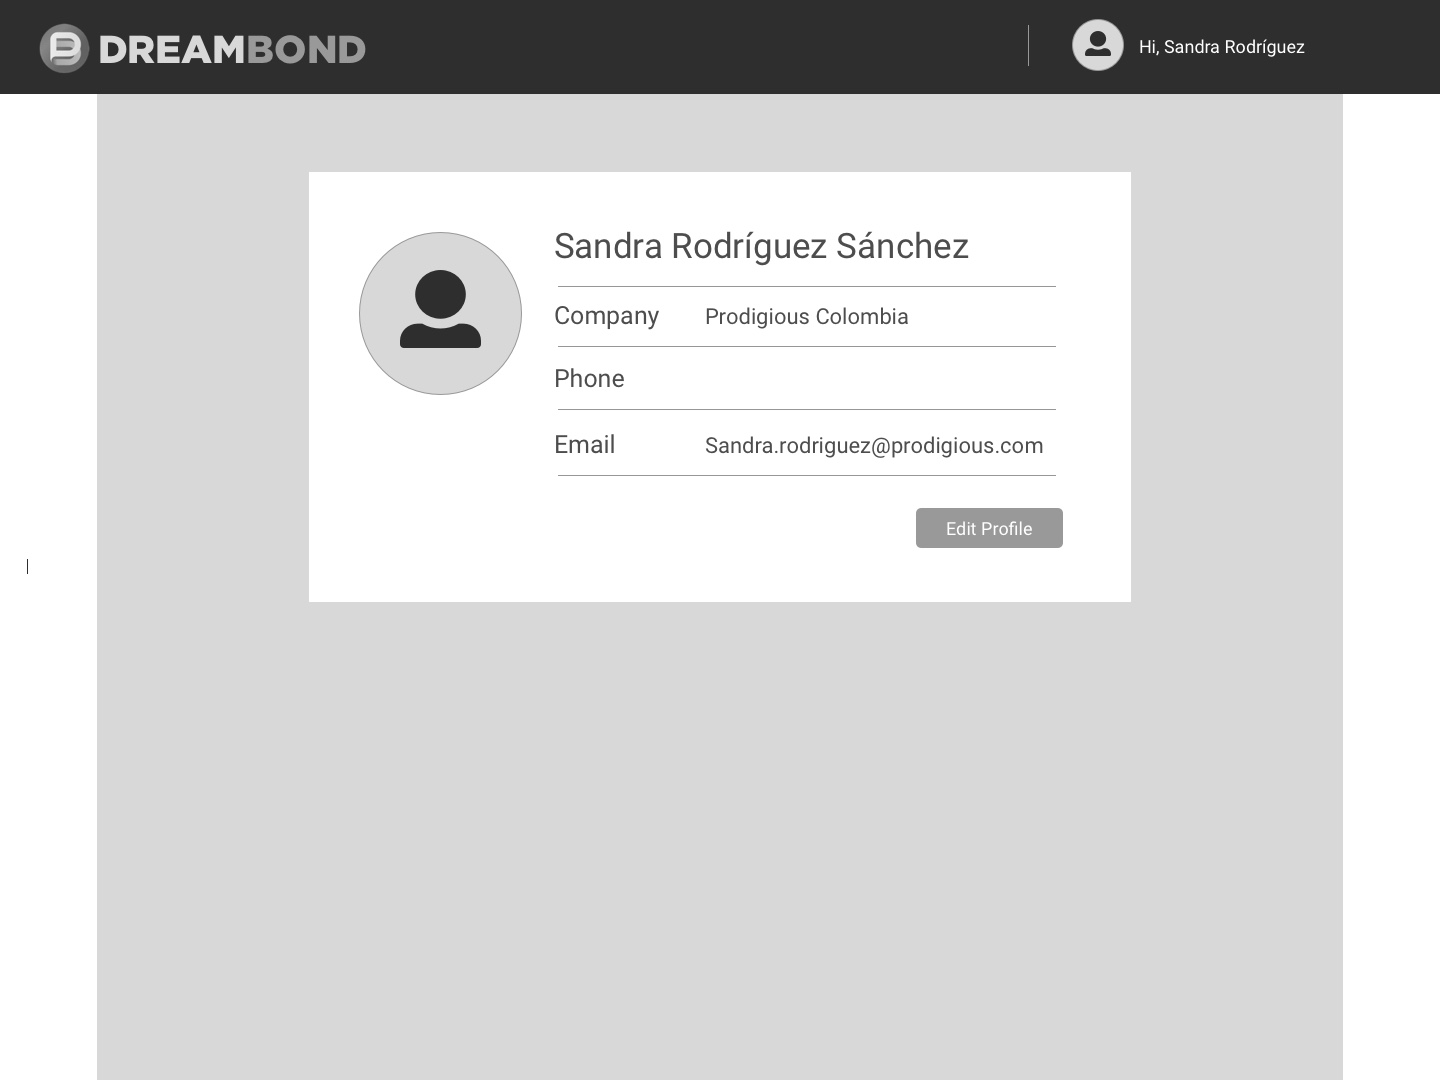 DREAMBOND
Hi, Sandra Rodríguez
Sandra Rodríguez Sánchez
Company Prodigious Colombia
Phone
Email Sandra.rodriguez@prodigious.com
Edit Profile